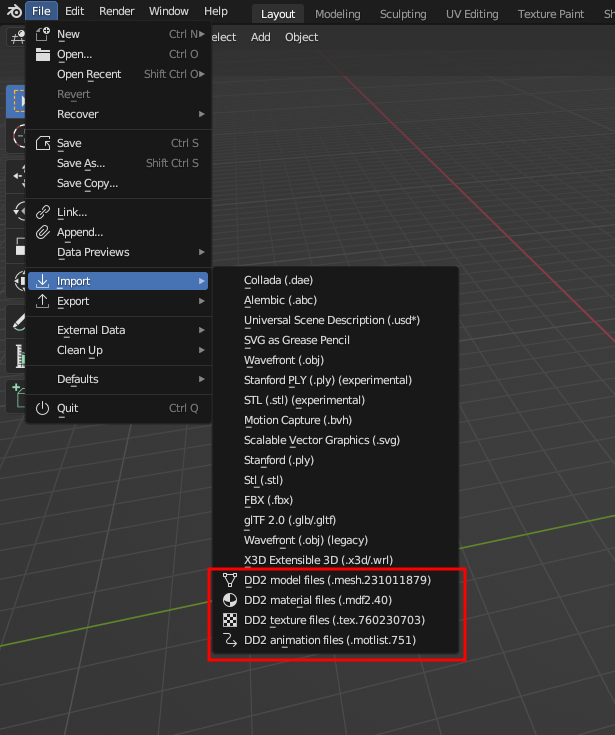 File Edit Render Window Help Layout Modeling Sculpting UV Editing Texture Paint
New Ctrl N
Add Object
Open... Ctrl O
Open Recent Shift Ctrl O
Revert
Recover
Save Ctrl S
Save As... Shift Ctrl S
Save Copy...
Link...
Append...
Data Previews
Import
Export
External Data
Clean Up
Defaults
Quit Ctrl Q
Collada (.dae)
Alembic (.abc)
Universal Scene Description (.usd*)
SVG as Grease Pencil
Wavefront (.obj)
Stanford PLY (.ply) (experimental)
STL (.stl) (experimental)
Motion Capture (.bvh)
Scalable Vector Graphics (.svg)
Stanford (.ply)
Stl (.stl)
FBX (.fbx)
glTF 2.0 (.glb/.gltf)
Wavefront (.obj) (legacy)
X3D Extensible 3D (.x3d/.wrl)
DD2 model files (.mesh.231011879)
DD2 material files (.mdf2.40)
DD2 texture files (.tex.760230703)
DD2 animation files (.motlist.751)